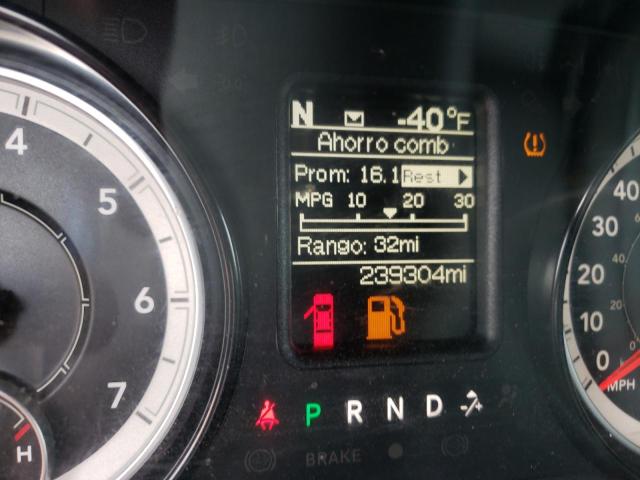 N -40°F
Ahorro comb
Prom: 16.1 Rest
MPG 10 20 30
Rango: 32mi
239304mi
P R N D
BRAKE
4
5
6
7
H
40
30
20
10
0
MPH